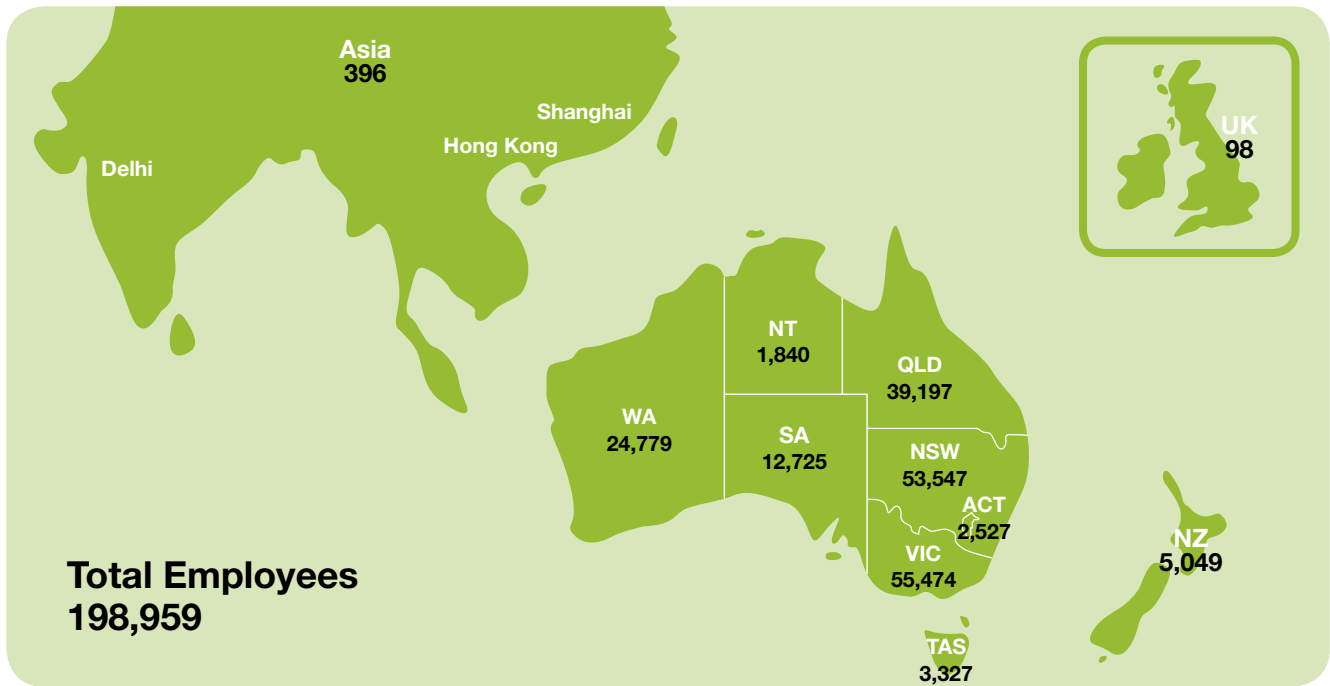 Asia
396
Shanghai
Hong Kong
Delhi
UK
98
NT
1,840
QLD
39,197
WA
24,779
SA
12,725
NSW
53,547
ACT
2,527
VIC
55,474
NZ
5,049
TAS
3,327
Total Employees
198,959